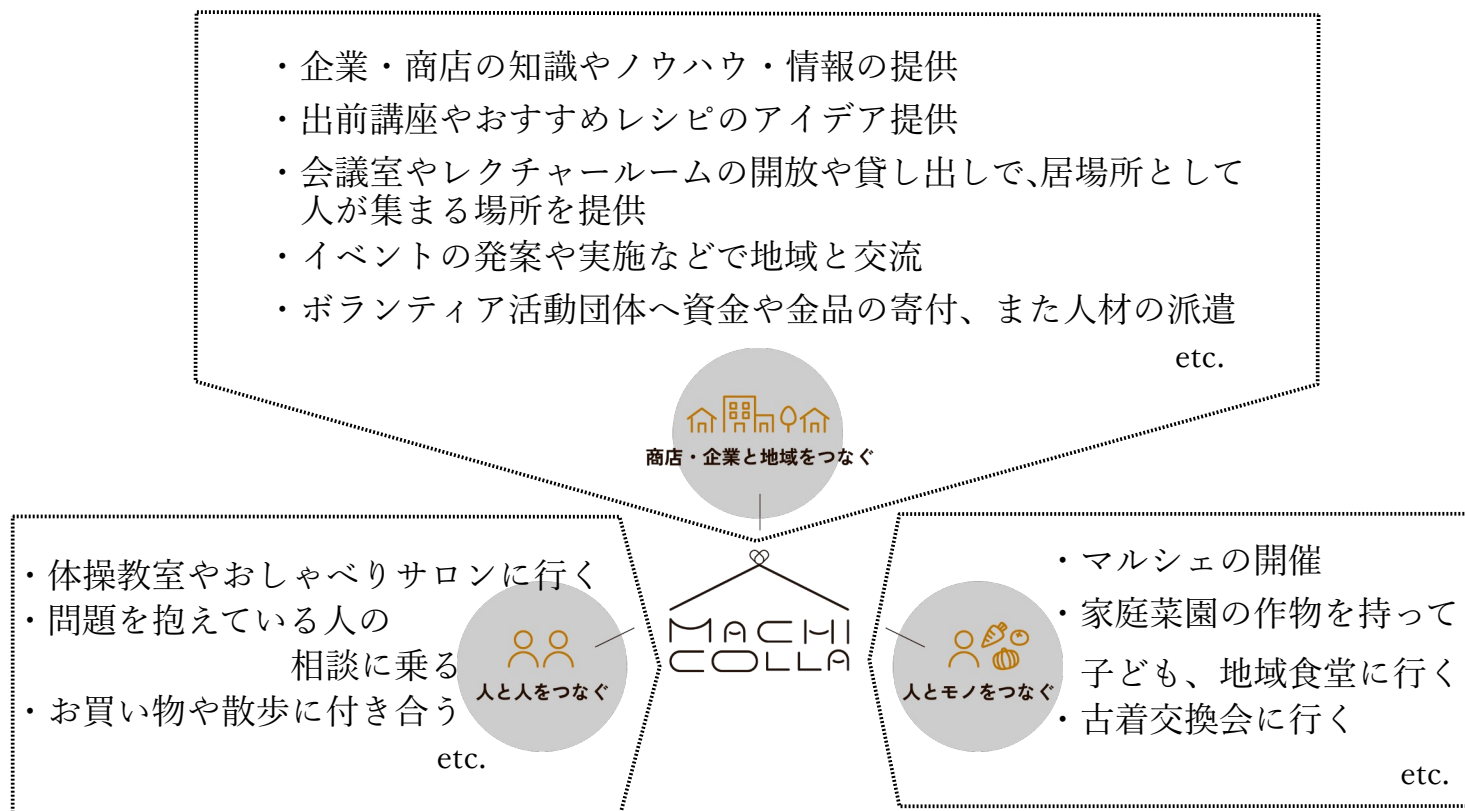 ・企業・商店の知識やノウハウ・情報の提供
・出前講座やおすすめレシピのアイデア提供
・会議室やレクチャールームの開放や貸し出しで、居場所として
人が集まる場所を提供
・イベントの発案や実施などで地域と交流
・ボランティア活動団体へ資金や金品の寄付、また人材の派遣
etc.
商店・企業と地域をつなぐ
・体操教室やおしゃべりサロンに行く
・問題を抱えている人の
相談に乗る
・お買い物や散歩に付き合う
etc.
人と人をつなぐ
MACHI
COLLA
人とモノをつなぐ
・マルシェの開催
・家庭菜園の作物を持って
子ども、地域食堂に行く
・古着交換会に行く
etc.